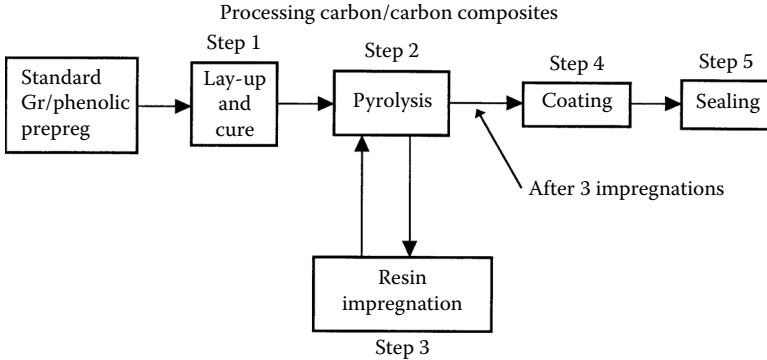 Processing carbon/carbon composites
Step 1
Step 2
Step 4
Step 5
Standard
Gr/phenolic
prepreg
Lay-up
and
cure
Pyrolysis
Coating
Sealing
After 3 impregnations
Resin
impregnation
Step 3